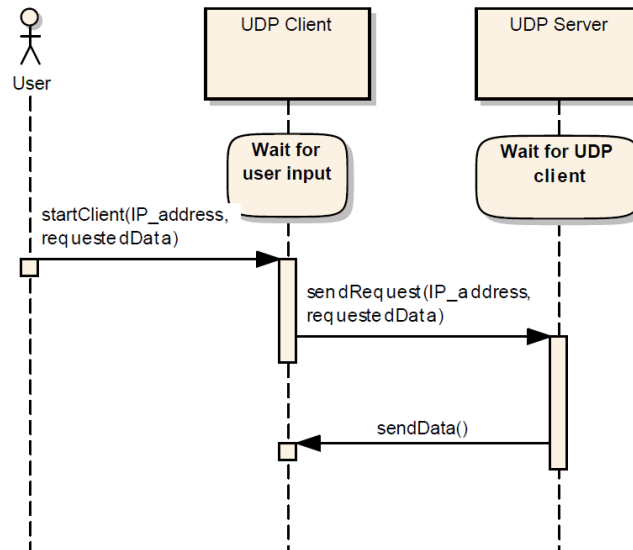 UDP Client
UDP Server
User
Wait for
user input
Wait for UDP
client
startClient(IP_address,
requestedData)
sendRequest(IP_address,
requestedData)
sendData()